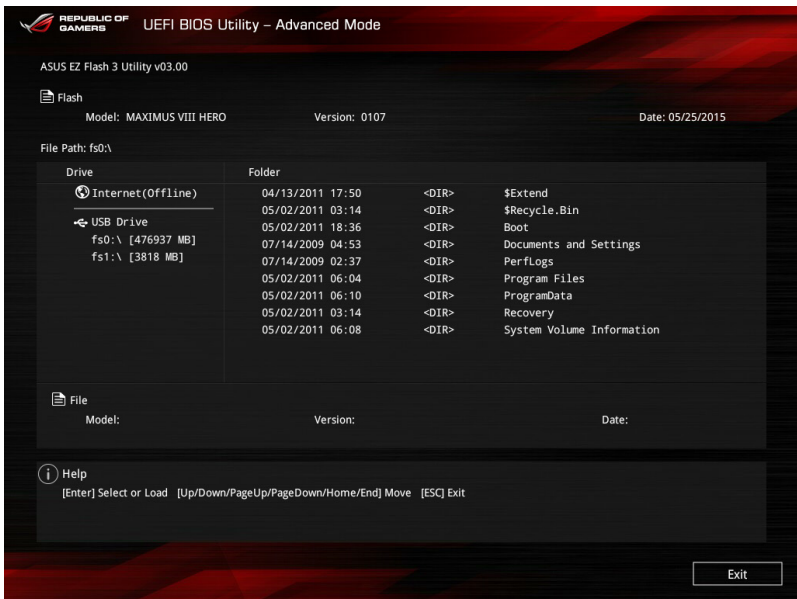 REPUBLIC OF
GAMERS
UEFI BIOS Utility – Advanced Mode
ASUS EZ Flash 3 Utility v03.00
Flash
Model: MAXIMUS VIII HERO Version: 0107 Date: 05/25/2015
File Path: fs0:\
Drive Folder
Internet(Offline)
USB Drive
fs0:\ [476937 MB]
fs1:\ [3818 MB]
04/13/2011 17:50 <DIR> $Extend
05/02/2011 03:14 <DIR> $Recycle.Bin
05/02/2011 18:36 <DIR> Boot
07/14/2009 04:53 <DIR> Documents and Settings
07/14/2009 02:37 <DIR> PerfLogs
05/02/2011 06:04 <DIR> Program Files
05/02/2011 06:10 <DIR> ProgramData
05/02/2011 03:14 <DIR> Recovery
05/02/2011 06:08 <DIR> System Volume Information
File
Model: Version: Date:
Help
[Enter] Select or Load [Up/Down/PageUp/PageDown/Home/End] Move [ESC] Exit
Exit